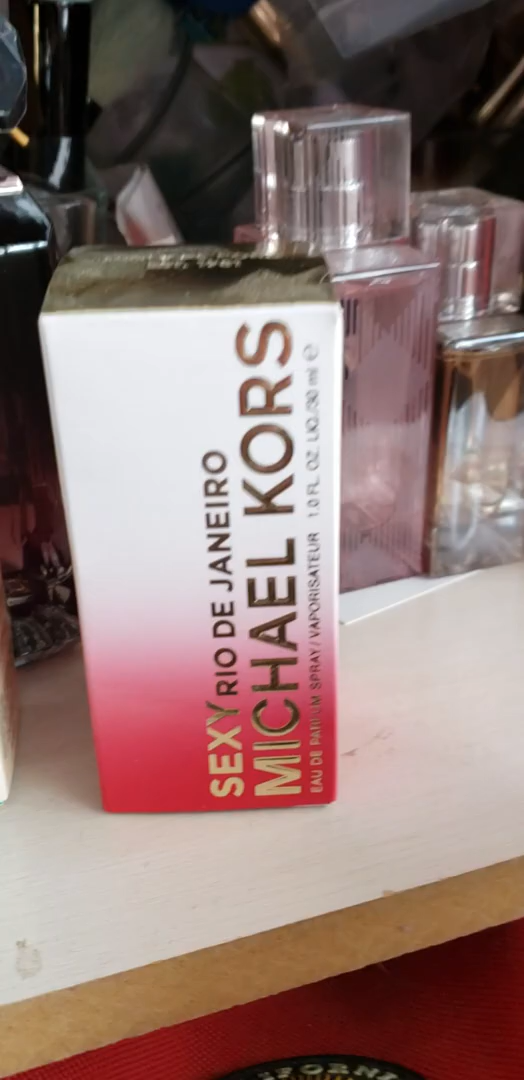 SEXY RIO DE JANEIRO
MICHAEL KORS
EAU DE PARFUM SPRAY / VAPORISATEUR 1.0 FL. OZ. LIQ./30 ml ℮